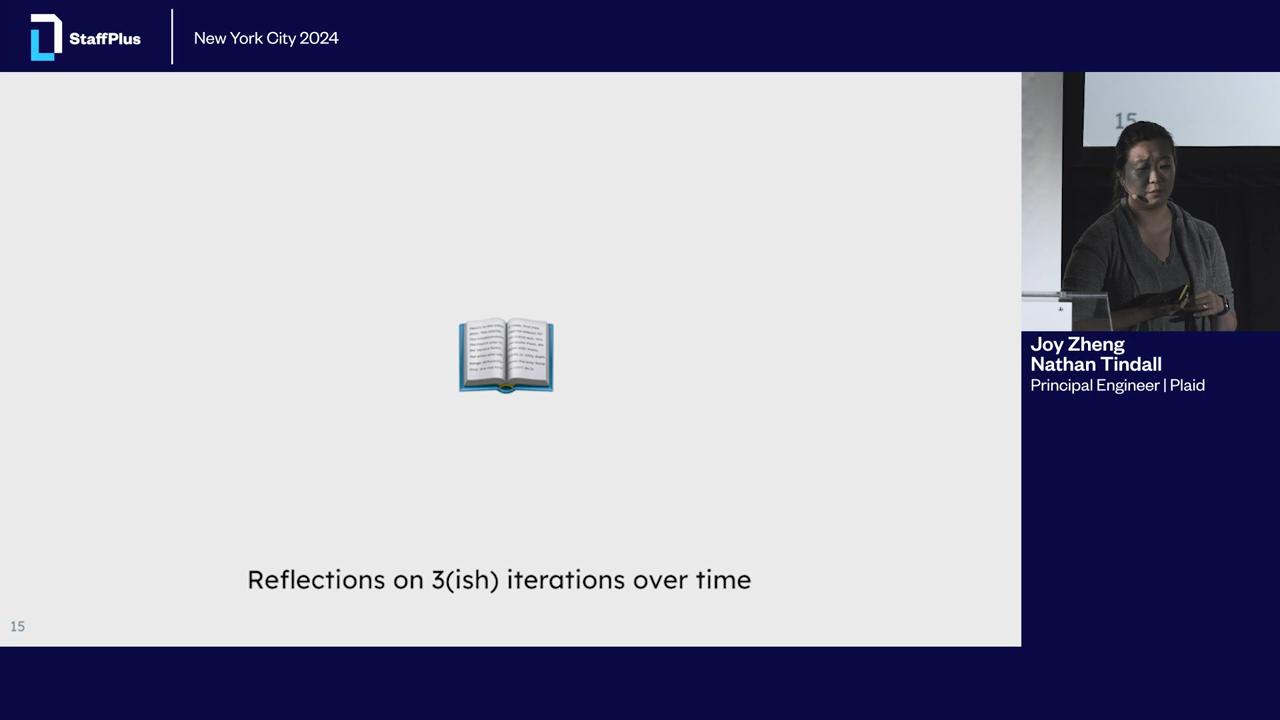 StaffPlus
New York City 2024
15
Joy Zheng
Nathan Tindall
Principal Engineer | Plaid
Reflections on 3(ish) iterations over time
15